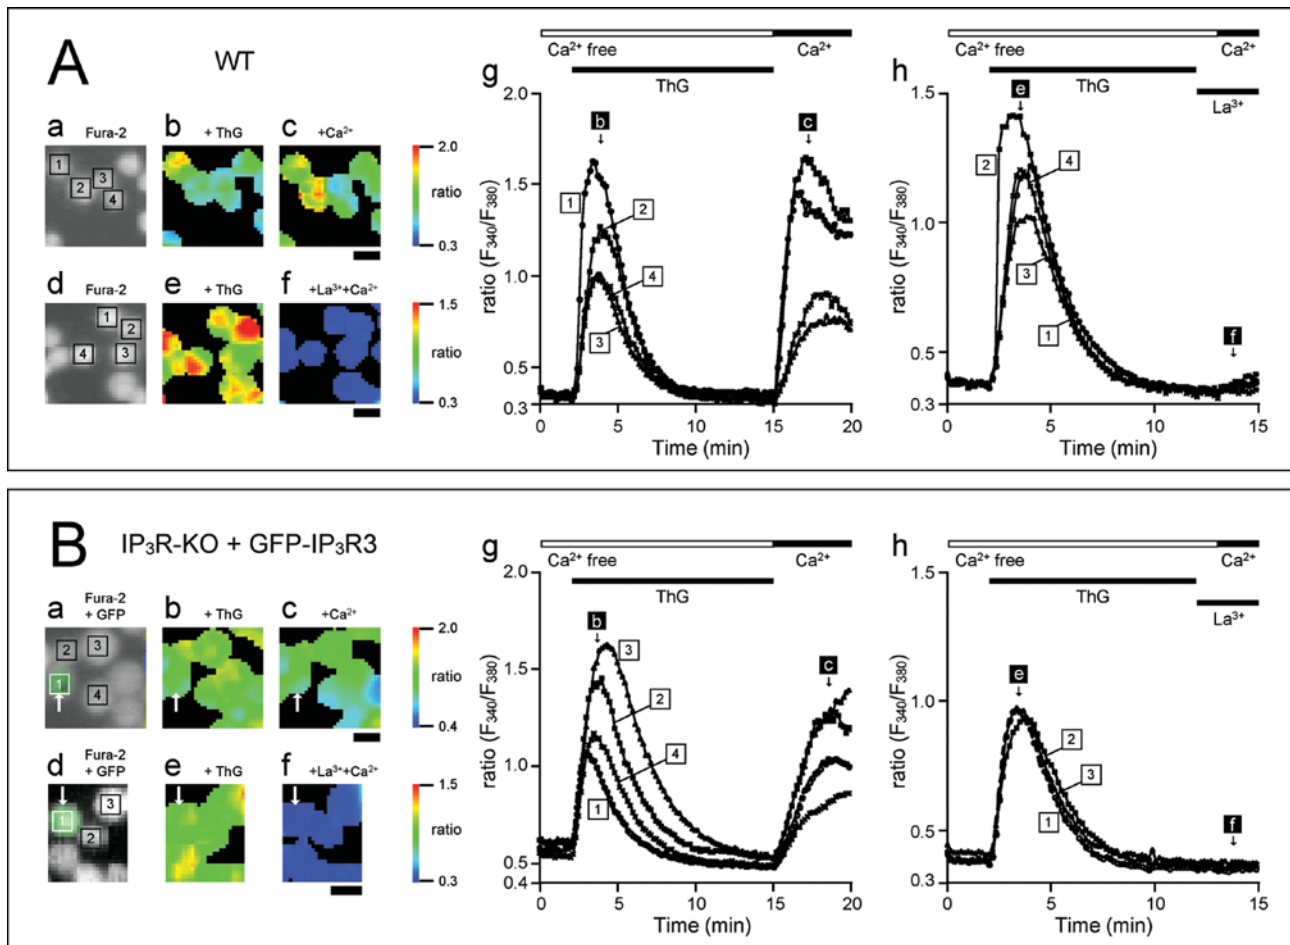 A
WT
a
Fura-2
b
+ ThG
c
+Ca²⁺
1
2
3
4
2.0
ratio
0.3
d
Fura-2
e
+ ThG
f
+La³⁺+Ca²⁺
1
2
3
4
1.5
ratio
0.3
g
Ca²⁺ free
Ca²⁺
ThG
2.0
1.5
1.0
0.5
0.3
ratio (F₃₄₀/F₃₈₀)
b
c
1
2
4
3
0
5
10
15
20
Time (min)
h
Ca²⁺ free
Ca²⁺
ThG
La³⁺
1.5
1.0
0.5
0.3
ratio (F₃₄₀/F₃₈₀)
e
f
2
4
3
1
0
5
10
15
Time (min)
B
IP₃R-KO + GFP-IP₃R3
a
Fura-2
+ GFP
b
+ ThG
c
+Ca²⁺
2
3
1
4
2.0
ratio
0.4
d
Fura-2
+ GFP
e
+ ThG
f
+La³⁺+Ca²⁺
3
1
2
1.5
ratio
0.3
g
Ca²⁺ free
Ca²⁺
ThG
2.0
1.5
1.0
0.5
0.4
ratio (F₃₄₀/F₃₈₀)
b
c
3
2
4
1
0
5
10
15
20
Time (min)
h
Ca²⁺ free
Ca²⁺
ThG
La³⁺
1.5
1.0
0.5
0.3
ratio (F₃₄₀/F₃₈₀)
e
f
2
3
1
0
5
10
15
Time (min)